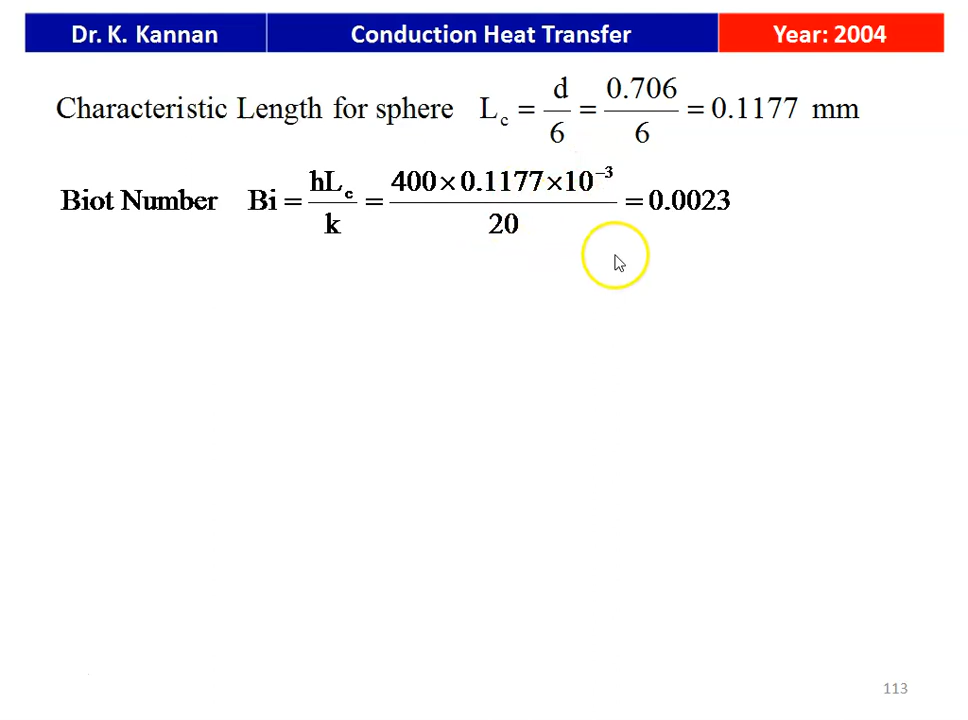 Dr. K. Kannan Conduction Heat Transfer Year: 2004
Characteristic Length for sphere L_c = d/6 = 0.706/6 = 0.1177 mm
Biot Number Bi = hL_c/k = 400×0.1177×10^−3/20 = 0.0023
113